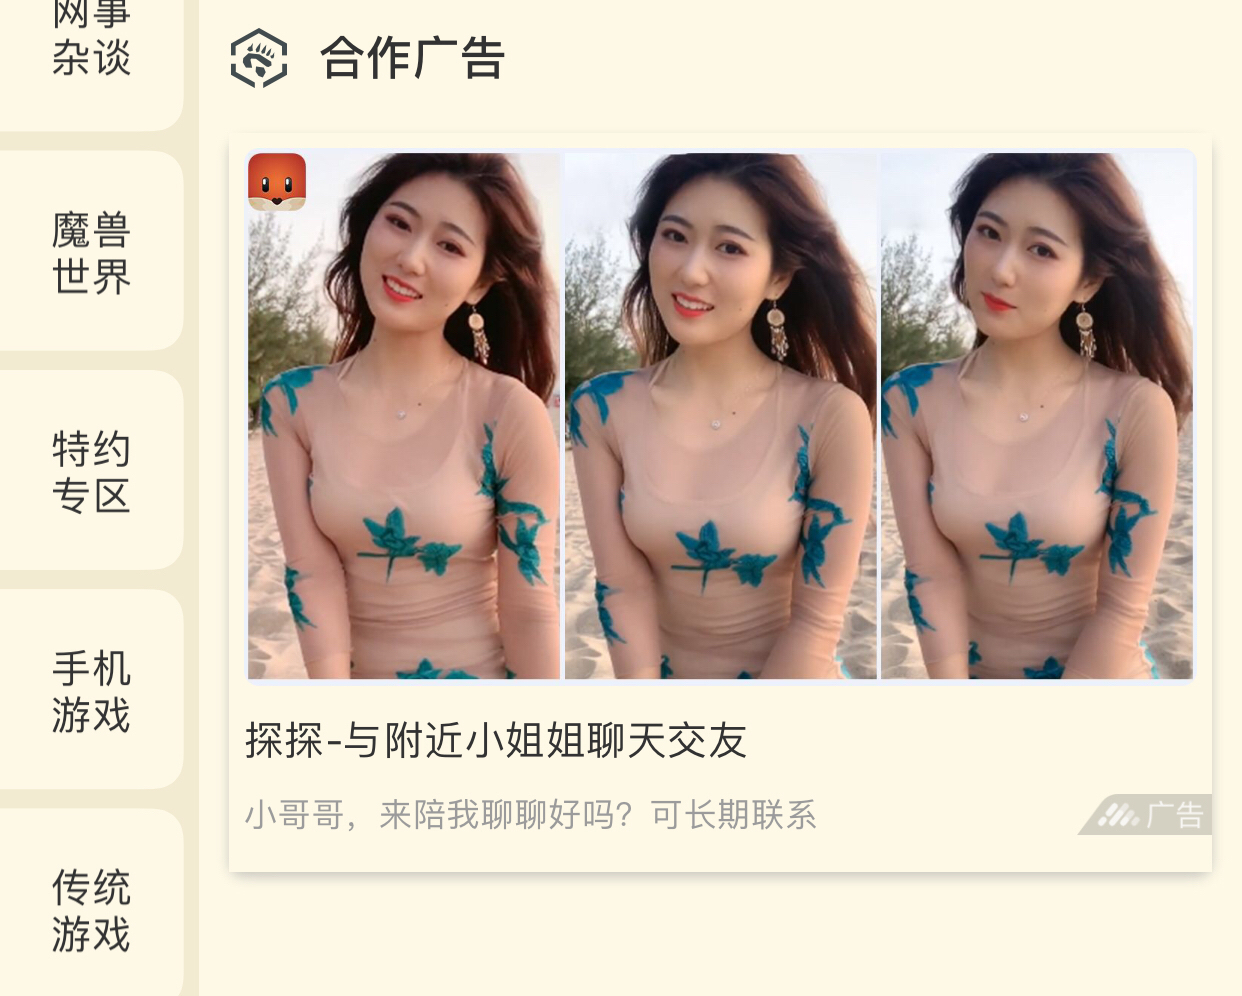 网事
杂谈
魔兽
世界
特约
专区
手机
游戏
传统
游戏
合作广告
探探-与附近小姐姐聊天交友
小哥哥，来陪我聊聊好吗？可长期联系
广告